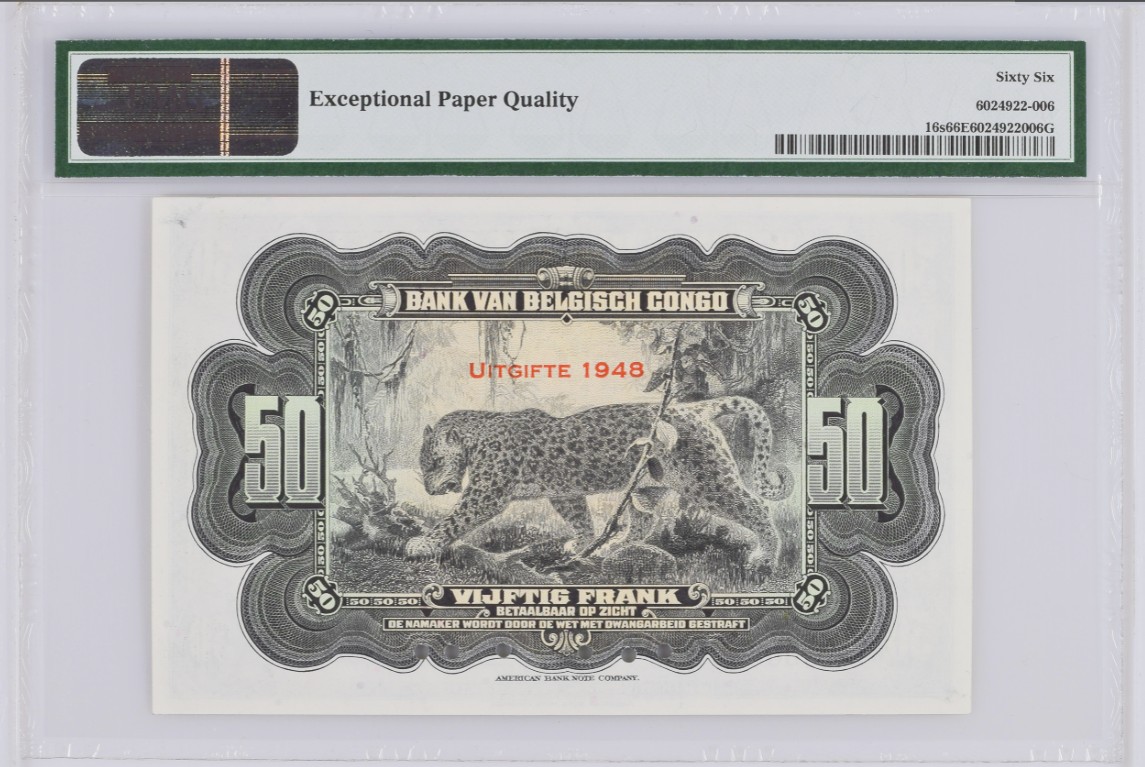 Exceptional Paper Quality
Sixty Six
6024922-006
16s66E6024922006G
BANK VAN BELGISCH CONGO
50 50
UITGIFTE 1948
50 50
50 50
50 50 50 VIJFTIG FRANK 50 50 50
BETAALBAAR OP ZICHT
DE NAMAKER WORDT DOOR DE WET MET DWANGARBEID GESTRAFT
AMERICAN BANK NOTE COMPANY.